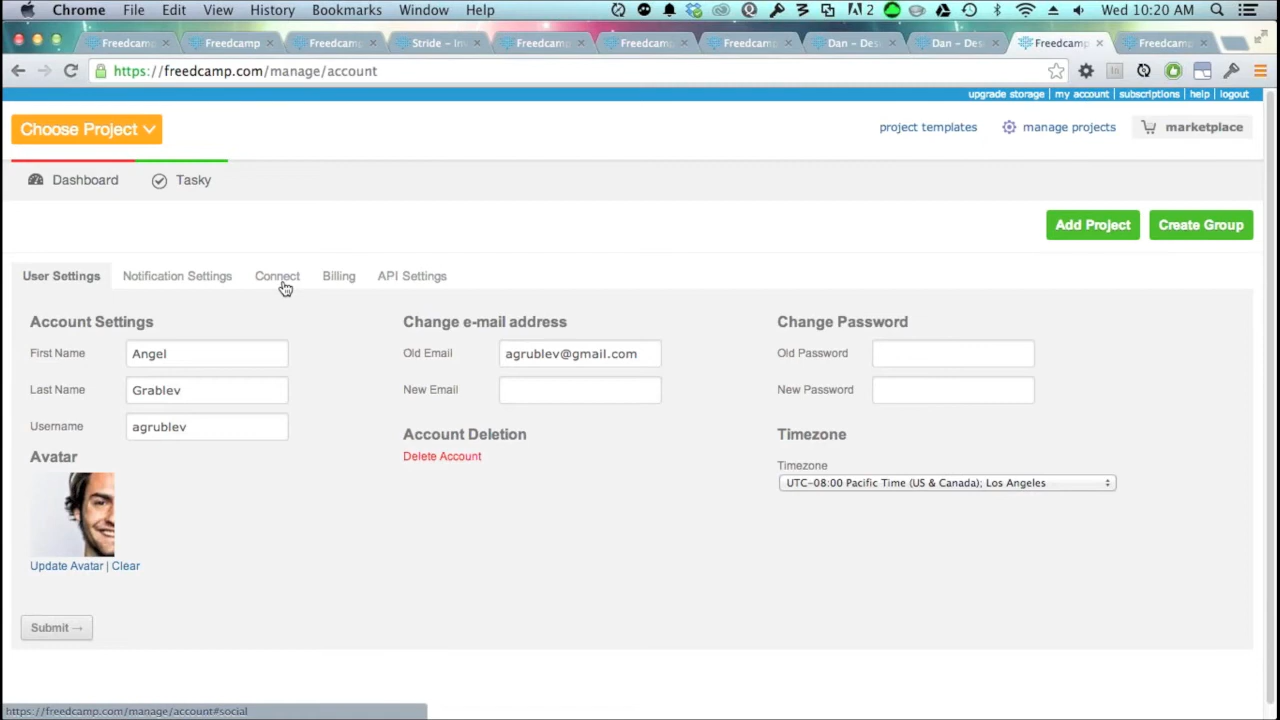 Chrome File Edit View History Bookmarks Window Help 2 Wed 10:20 AM
Freedcamp Freedcamp Freedcamp Stride – Im Freedcamp Freedcamp Freedcamp Dan – Des Dan – Des Freedcamp Freedcamp
https://freedcamp.com/manage/account
upgrade storage | my account | subscriptions | help | logout
Choose Project project templates manage projects marketplace
Dashboard Tasky
Add Project Create Group
User Settings Notification Settings Connect Billing API Settings
Account Settings Change e-mail address Change Password
First Name Angel Old Email agrublev@gmail.com Old Password
Last Name Grablev New Email New Password
Username agrublev Account Deletion Timezone
Avatar Delete Account Timezone
UTC–08:00 Pacific Time (US & Canada); Los Angeles
Update Avatar | Clear
Submit →
https://freedcamp.com/manage/account#social